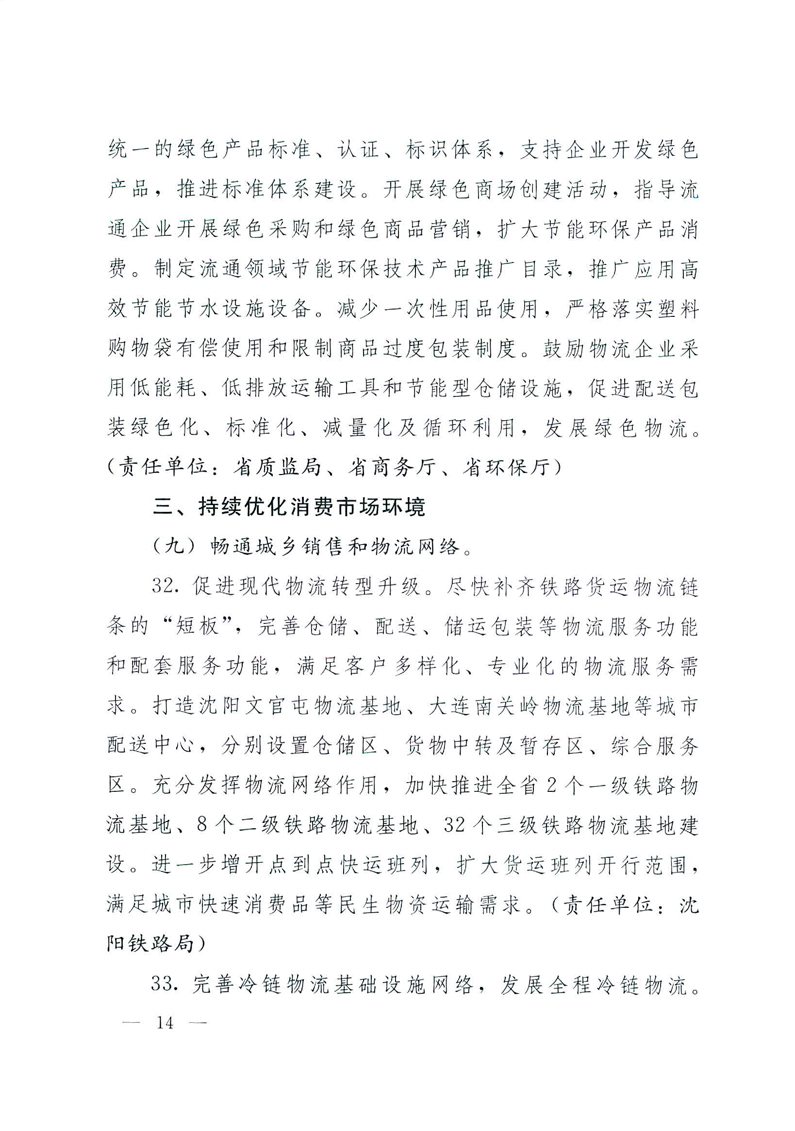 统一的绿色产品标准、认证、标识体系，支持企业开发绿色
产品，推进标准体系建设。开展绿色商场创建活动，指导流
通企业开展绿色采购和绿色商品营销，扩大节能环保产品消
费。制定流通领域节能环保技术产品推广目录，推广应用高
效节能节水设施设备。减少一次性用品使用，严格落实塑料
购物袋有偿使用和限制商品过度包装制度。鼓励物流企业采
用低能耗、低排放运输工具和节能型仓储设施，促进配送包
装绿色化、标准化、减量化及循环利用，发展绿色物流。
（责任单位：省质监局、省商务厅、省环保厅）
三、持续优化消费市场环境
（九）畅通城乡销售和物流网络。
32. 促进现代物流转型升级。尽快补齐铁路货运物流链
条的“短板”，完善仓储、配送、储运包装等物流服务功能
和配套服务功能，满足客户多样化、专业化的物流服务需
求。打造沈阳文官屯物流基地、大连南关岭物流基地等城市
配送中心，分别设置仓储区、货物中转及暂存区、综合服务
区。充分发挥物流网络作用，加快推进全省 2 个一级铁路物
流基地、8 个二级铁路物流基地、32 个三级铁路物流基地建
设。进一步增开点到点快运班列，扩大货运班列开行范围，
满足城市快速消费品等民生物资运输需求。（责任单位：沈
阳铁路局）
33. 完善冷链物流基础设施网络，发展全程冷链物流。
— 14 —